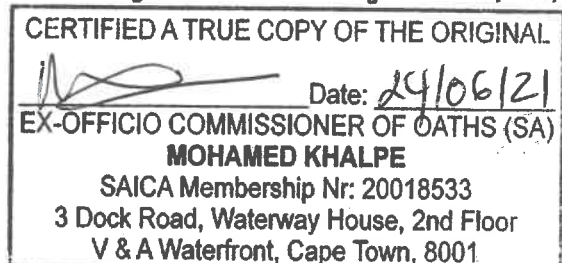 CERTIFIED A TRUE COPY OF THE ORIGINAL
Date: 24/06/21
EX-OFFICIO COMMISSIONER OF OATHS (SA)
MOHAMED KHALPE
SAICA Membership Nr: 20018533
3 Dock Road, Waterway House, 2nd Floor
V & A Waterfront, Cape Town, 8001